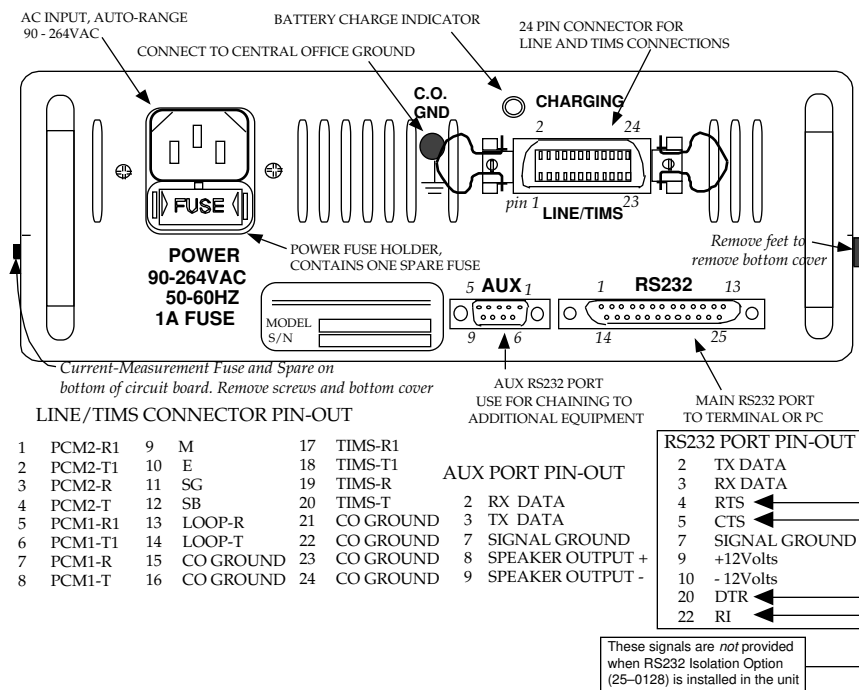 AC INPUT, AUTO-RANGE
90 - 264VAC
BATTERY CHARGE INDICATOR
CONNECT TO CENTRAL OFFICE GROUND
24 PIN CONNECTOR FOR
LINE AND TIMS CONNECTIONS
C.O.
GND
CHARGING
2 24
pin 1 23
LINE/TIMS
FUSE
POWER
90-264VAC
50-60HZ
1A FUSE
POWER FUSE HOLDER,
CONTAINS ONE SPARE FUSE
Remove feet to
remove bottom cover
MODEL
S/N
5 AUX 1
9 6
1 RS232 13
14 25
Current-Measurement Fuse and Spare on
bottom of circuit board. Remove screws and bottom cover
AUX RS232 PORT
USE FOR CHAINING TO
ADDITIONAL EQUIPMENT
MAIN RS232 PORT
TO TERMINAL OR PC
LINE/TIMS CONNECTOR PIN-OUT
1 PCM2-R1
2 PCM2-T1
3 PCM2-R
4 PCM2-T
5 PCM1-R1
6 PCM1-T1
7 PCM1-R
8 PCM1-T
9 M
10 E
11 SG
12 SB
13 LOOP-R
14 LOOP-T
15 CO GROUND
16 CO GROUND
17 TIMS-R1
18 TIMS-T1
19 TIMS-R
20 TIMS-T
21 CO GROUND
22 CO GROUND
23 CO GROUND
24 CO GROUND
AUX PORT PIN-OUT
2 RX DATA
3 TX DATA
7 SIGNAL GROUND
8 SPEAKER OUTPUT +
9 SPEAKER OUTPUT -
RS232 PORT PIN-OUT
2 TX DATA
3 RX DATA
4 RTS
5 CTS
7 SIGNAL GROUND
9 +12Volts
10 - 12Volts
20 DTR
22 RI
These signals are not provided
when RS232 Isolation Option
(25–0128) is installed in the unit